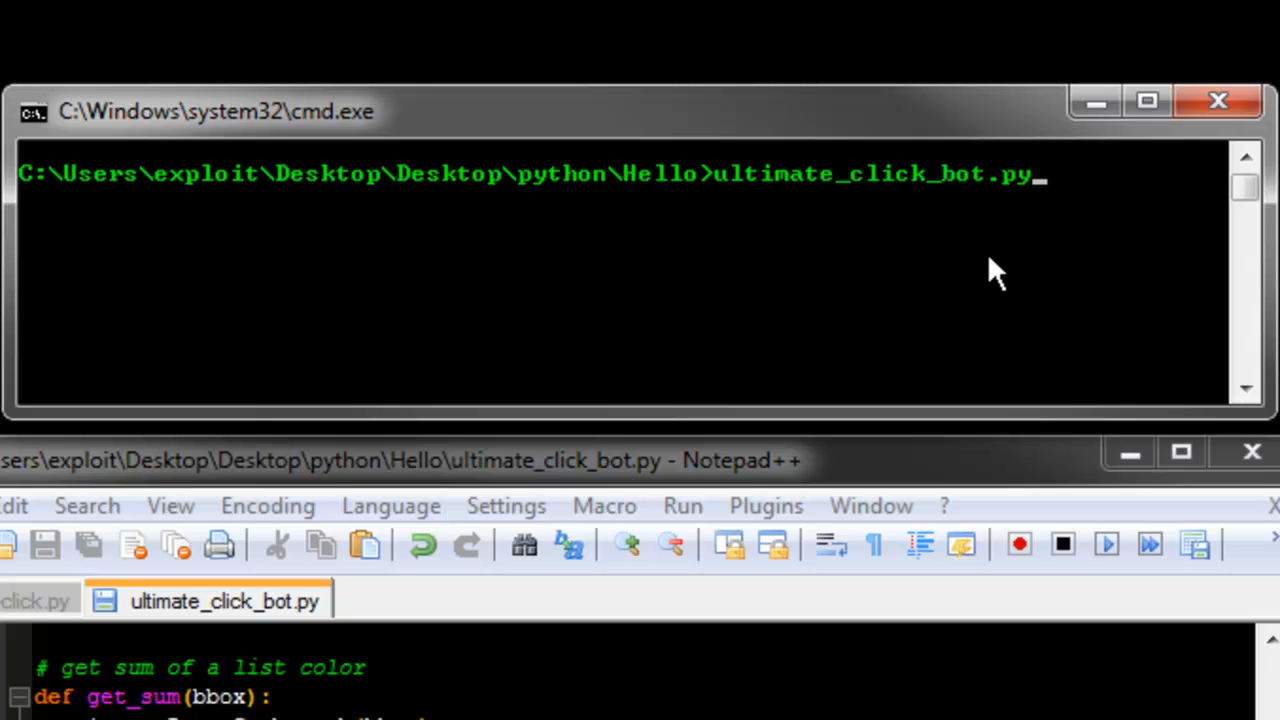 C:\Windows\system32\cmd.exe
C:\Users\exploit\Desktop\Desktop\python\Hello>ultimate_click_bot.py
sers\exploit\Desktop\Desktop\python\Hello\ultimate_click_bot.py - Notepad++
Edit Search View Encoding Language Settings Macro Run Plugins Window ? X
click.py ultimate_click_bot.py
# get sum of a list color
def get_sum(bbox):